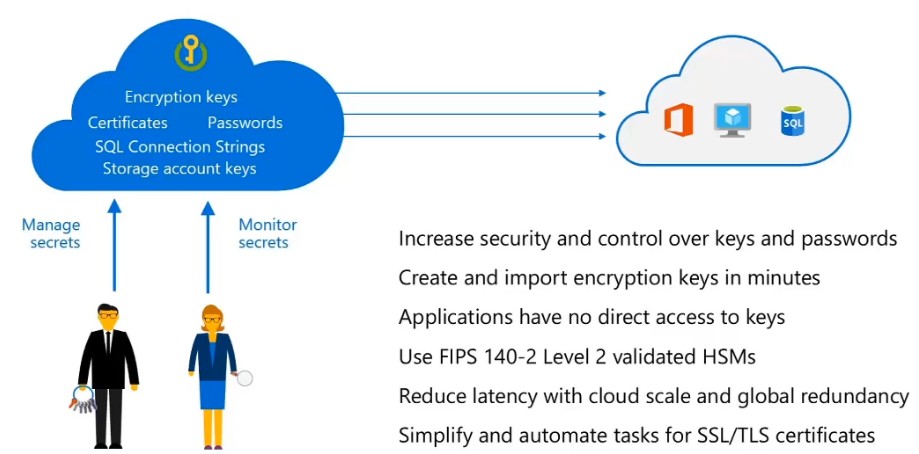 Encryption keys
Certificates Passwords
SQL Connection Strings
Storage account keys
SQL
Manage
secrets
Monitor
secrets
Increase security and control over keys and passwords
Create and import encryption keys in minutes
Applications have no direct access to keys
Use FIPS 140-2 Level 2 validated HSMs
Reduce latency with cloud scale and global redundancy
Simplify and automate tasks for SSL/TLS certificates